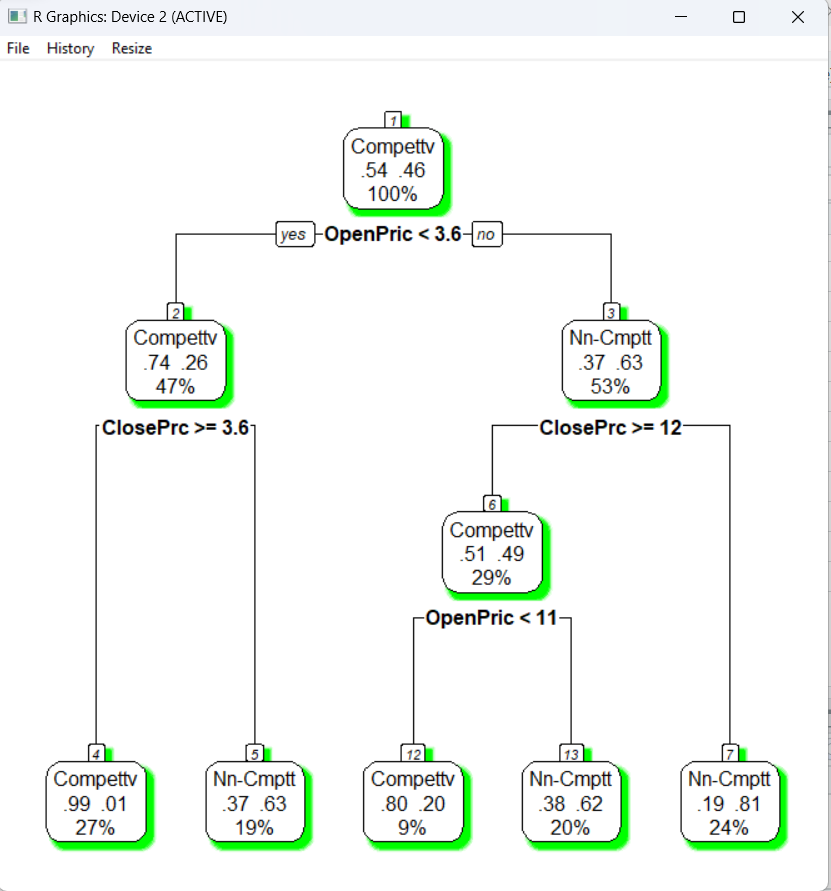 R Graphics: Device 2 (ACTIVE)
File History Resize
1
Compettv
.54 .46
100%
yes OpenPric < 3.6 no
2
Compettv
.74 .26
47%
3
Nn-Cmptt
.37 .63
53%
ClosePrc >= 3.6
ClosePrc >= 12
6
Compettv
.51 .49
29%
OpenPric < 11
4
Compettv
.99 .01
27%
5
Nn-Cmptt
.37 .63
19%
12
Compettv
.80 .20
9%
13
Nn-Cmptt
.38 .62
20%
7
Nn-Cmptt
.19 .81
24%